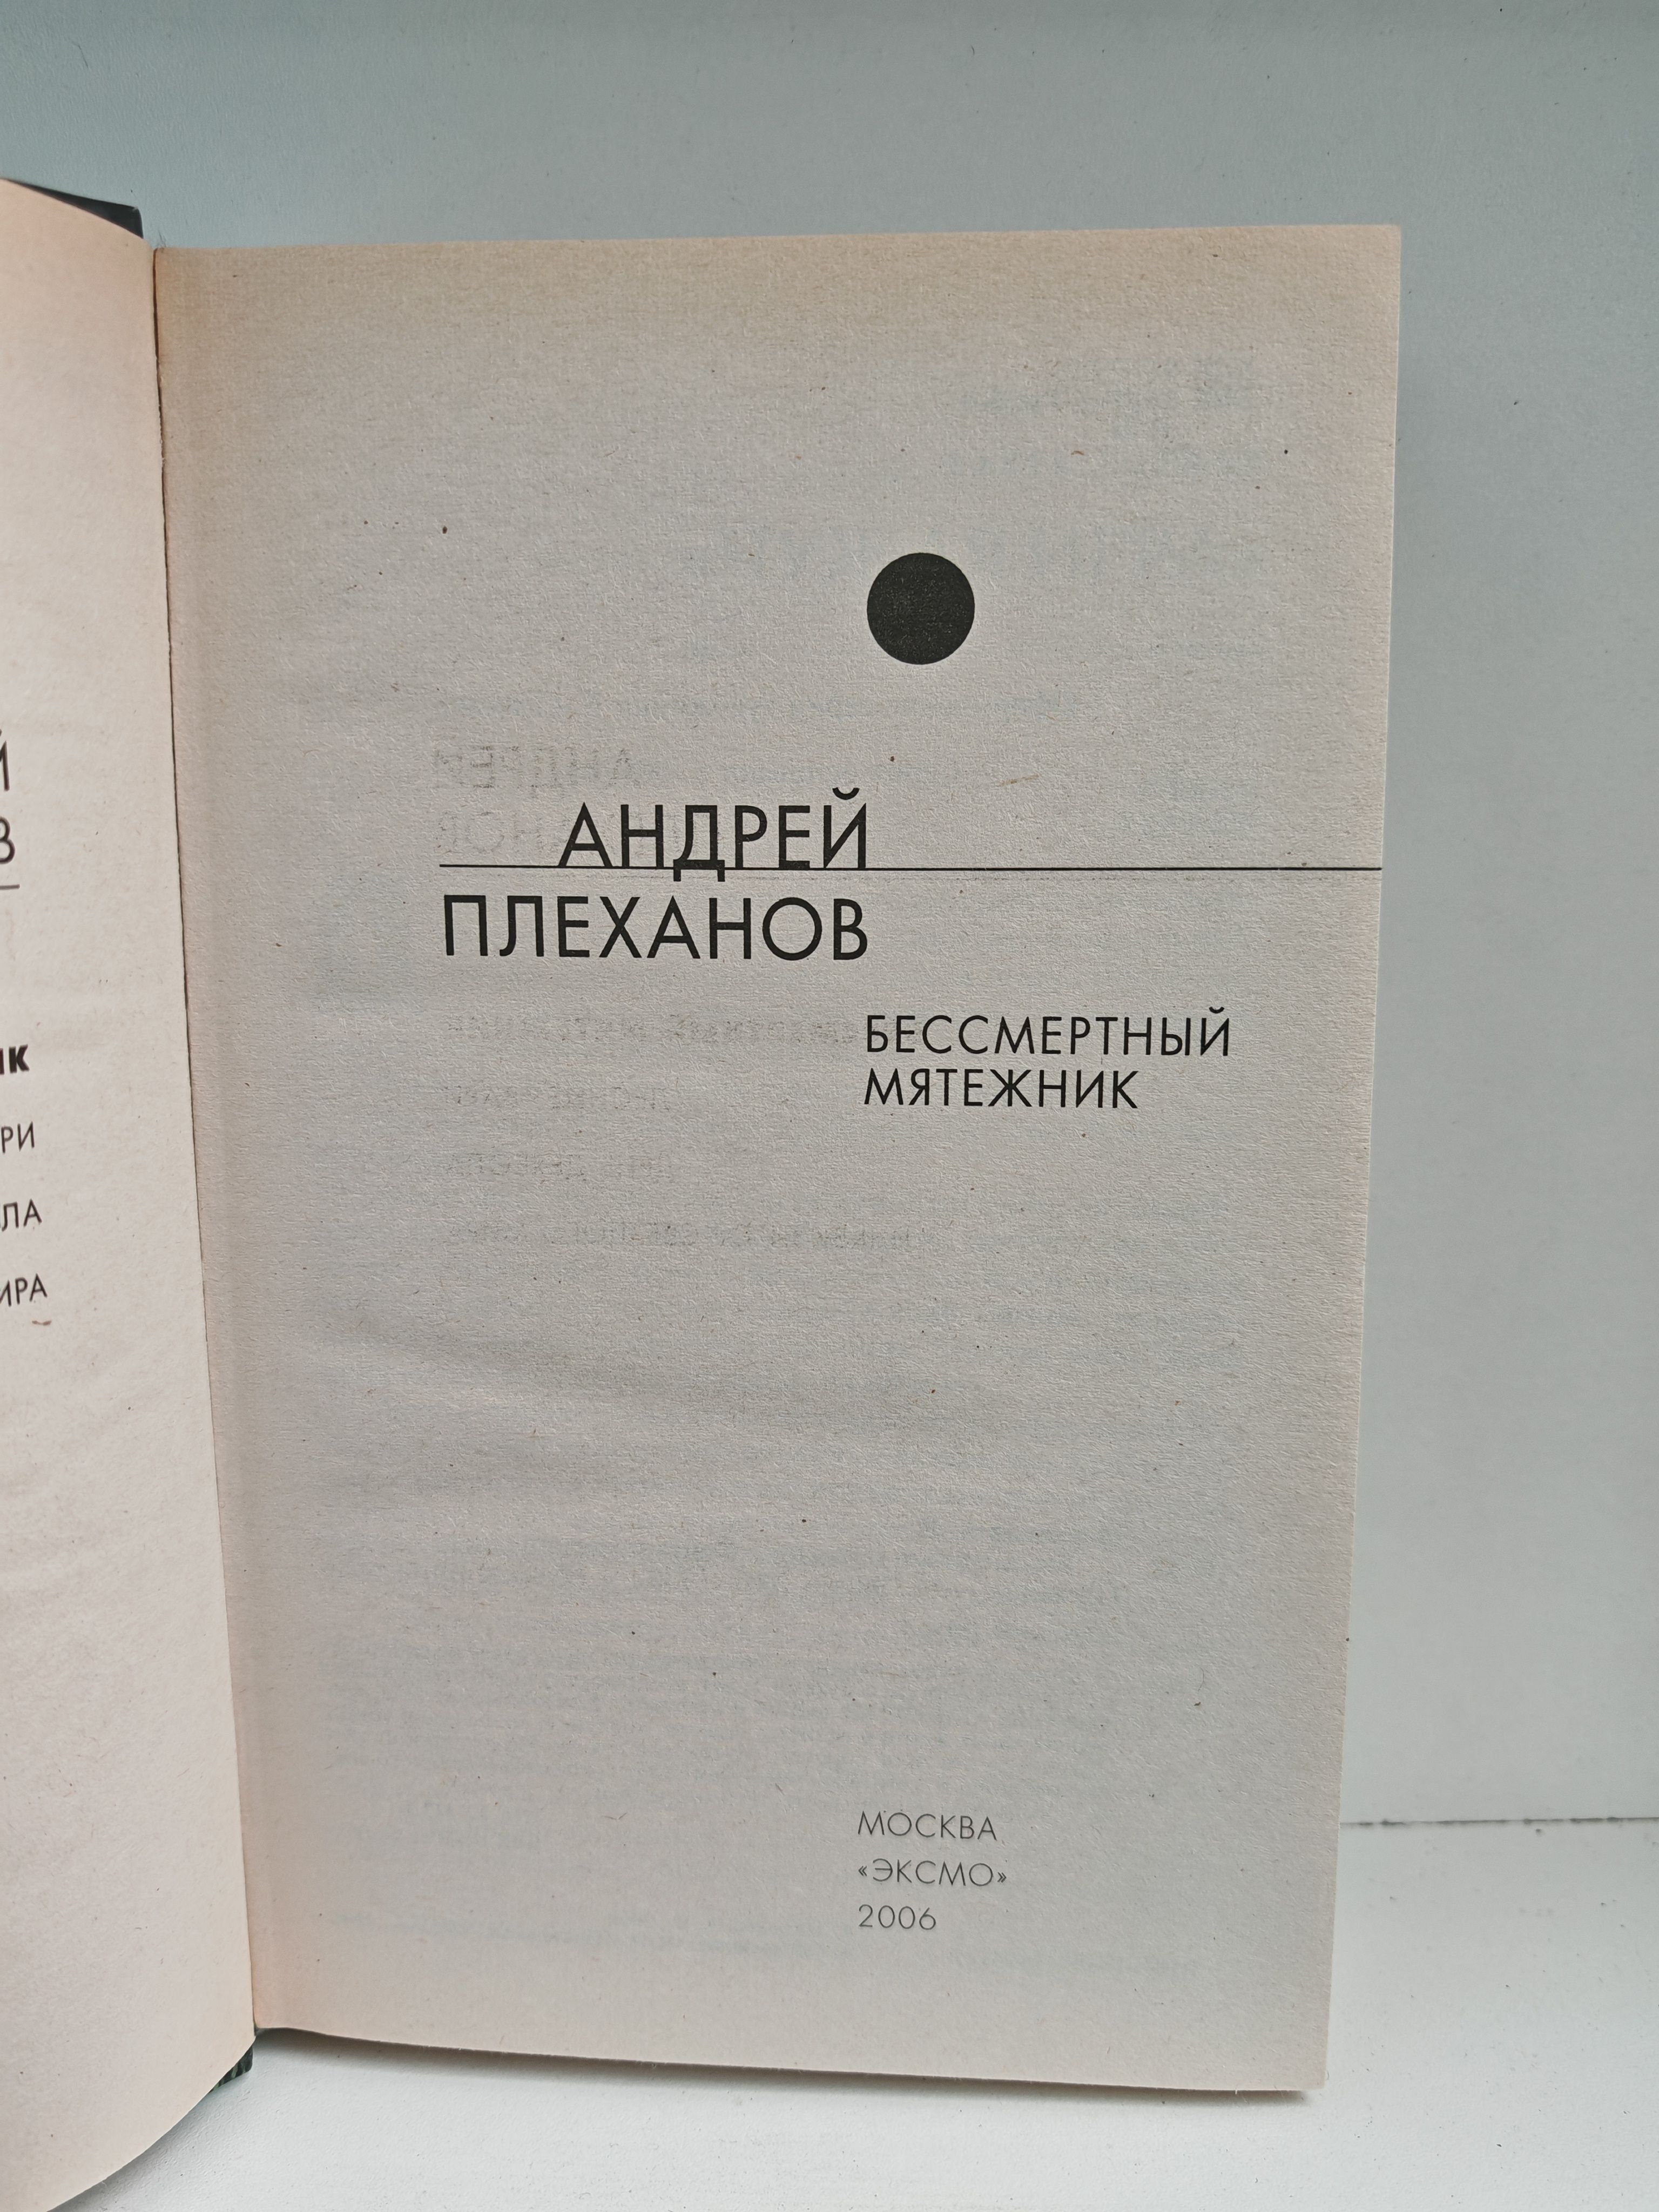 АНДРЕЙ
ПЛЕХАНОВ
БЕССМЕРТНЫЙ
МЯТЕЖНИК
МОСКВА
«ЭКСМО»
2006